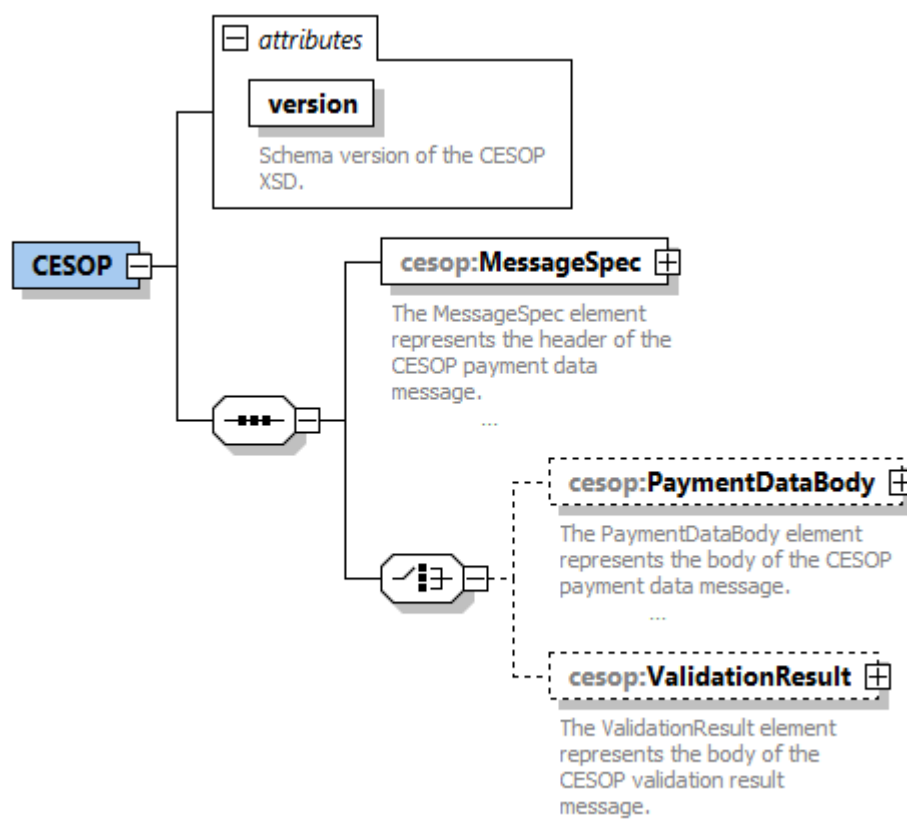 attributes
version
Schema version of the CESOP
XSD.
CESOP
cesop:MessageSpec
The MessageSpec element
represents the header of the
CESOP payment data
message.
...
cesop:PaymentDataBody
The PaymentDataBody element
represents the body of the CESOP
payment data message.
...
cesop:ValidationResult
The ValidationResult element
represents the body of the
CESOP validation result
message.